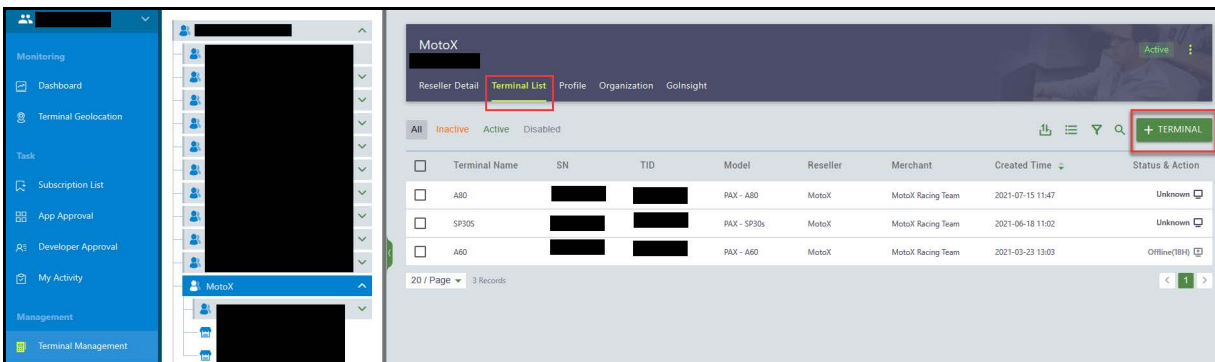 Monitoring
Dashboard
Terminal Geolocation
Task
Subscription List
App Approval
Developer Approval
My Activity
Management
Terminal Management
MotoX
MotoX
Active
Reseller Detail Terminal List Profile Organization GoInsight
All Inactive Active Disabled
+ TERMINAL
Terminal Name SN TID Model Reseller Merchant Created Time Status & Action
A80 PAX - A80 MotoX MotoX Racing Team 2021-07-15 11:47 Unknown
SP30S PAX - SP30s MotoX MotoX Racing Team 2021-06-18 11:02 Unknown
A60 PAX - A60 MotoX MotoX Racing Team 2021-03-23 13:03 Offline(18H)
20 / Page 3 Records
< 1 >